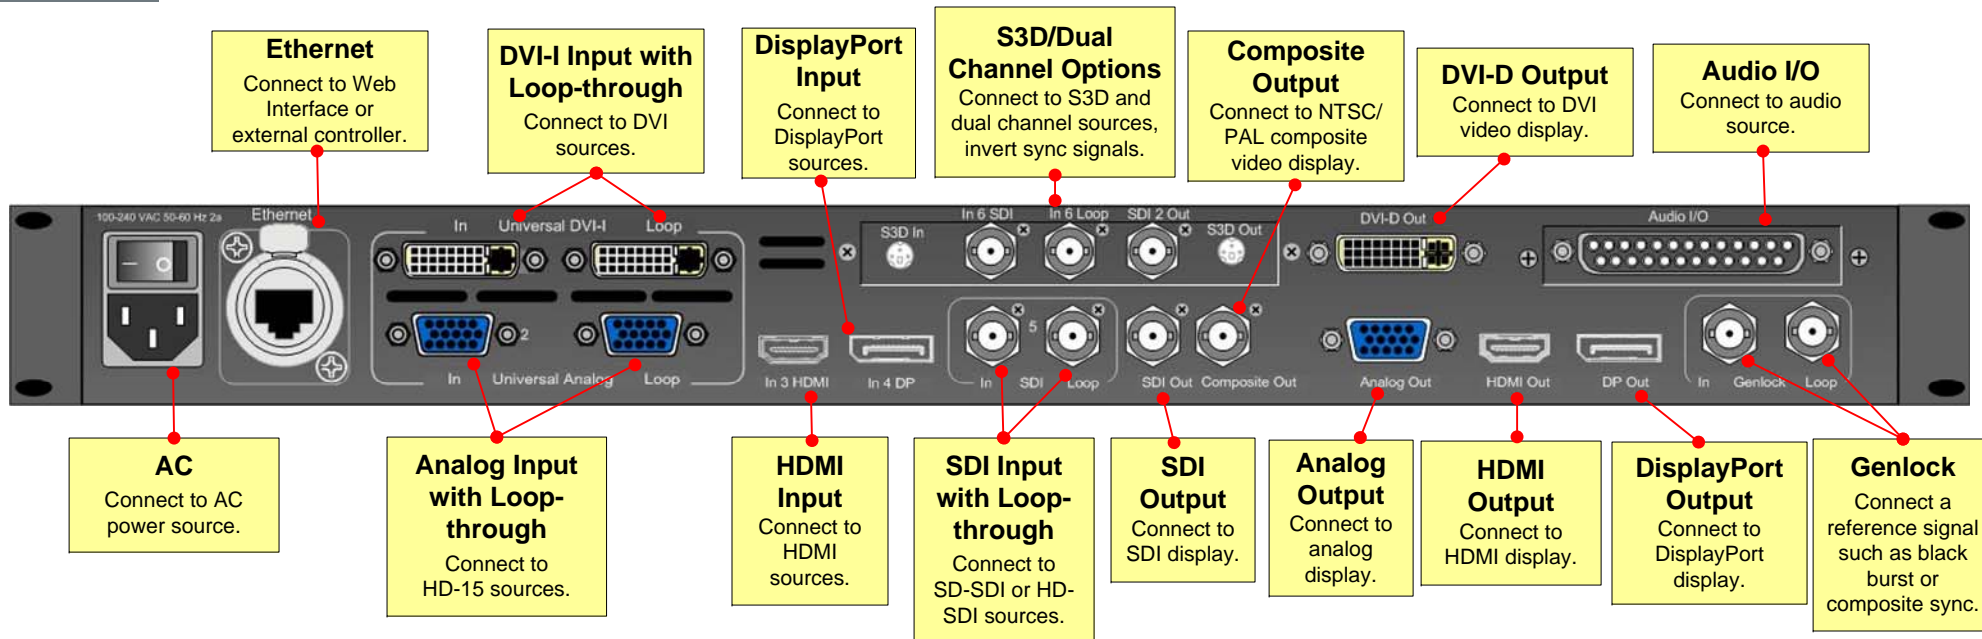 Ethernet
Connect to Web
Interface or
external controller.
DVI-I Input with
Loop-through
Connect to DVI
sources.
DisplayPort
Input
Connect to
DisplayPort
sources.
S3D/Dual
Channel Options
Connect to S3D and
dual channel sources,
invert sync signals.
Composite
Output
Connect to NTSC/
PAL composite
video display.
DVI-D Output
Connect to DVI
video display.
Audio I/O
Connect to audio
source.
100-240 VAC 50-60 Hz 2a
Ethernet
In Universal DVI-I Loop
S3D In
In 6 SDI
In 6 Loop
SDI 2 Out
S3D Out
DVI-D Out
Audio I/O
2
5
In Universal Analog Loop
In 3 HDMI
In 4 DP
In SDI Loop
SDI Out
Composite Out
Analog Out
HDMI Out
DP Out
In Genlock Loop
AC
Connect to AC
power source.
Analog Input
with Loop-
through
Connect to
HD-15 sources.
HDMI
Input
Connect to
HDMI
sources.
SDI Input
with Loop-
through
Connect to
SD-SDI or HD-
SDI sources.
SDI
Output
Connect to
SDI display.
Analog
Output
Connect to
analog
display.
HDMI
Output
Connect to
HDMI display.
DisplayPort
Output
Connect to
DisplayPort
display.
Genlock
Connect a
reference signal
such as black
burst or
composite sync.